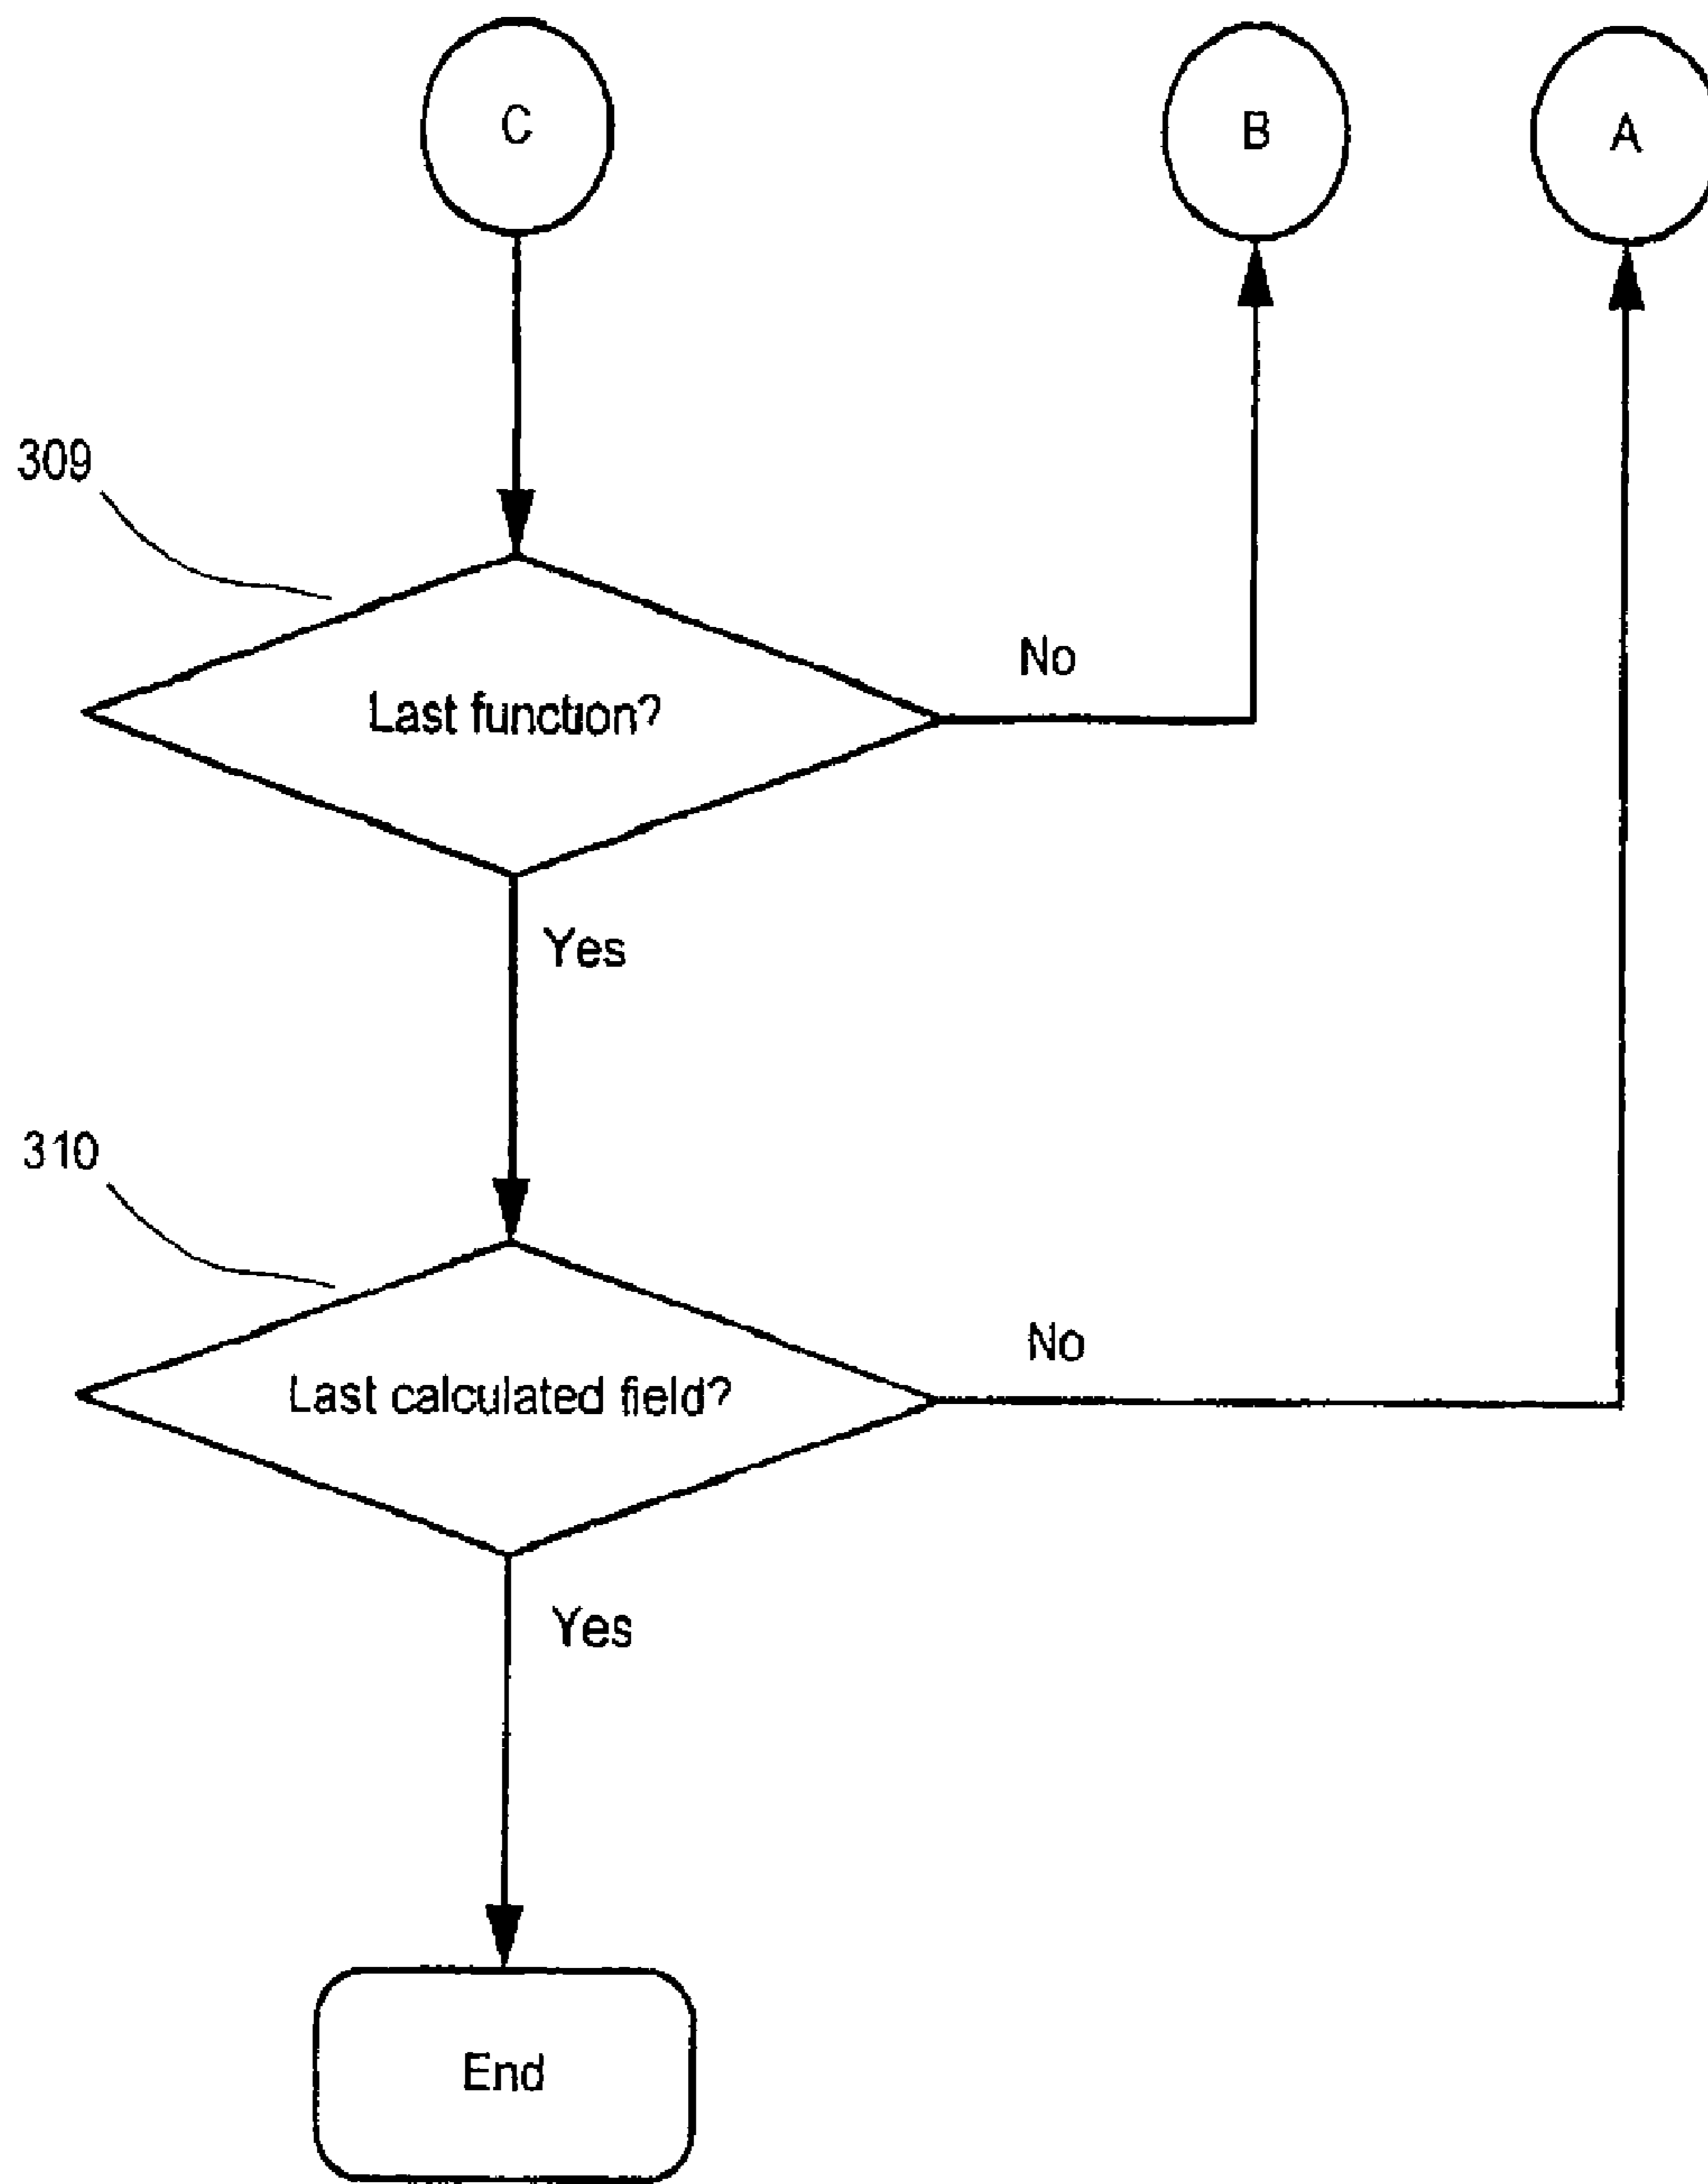 C
B
A
309
No
Last function?
Yes
310
No
Last calculated field?
Yes
End